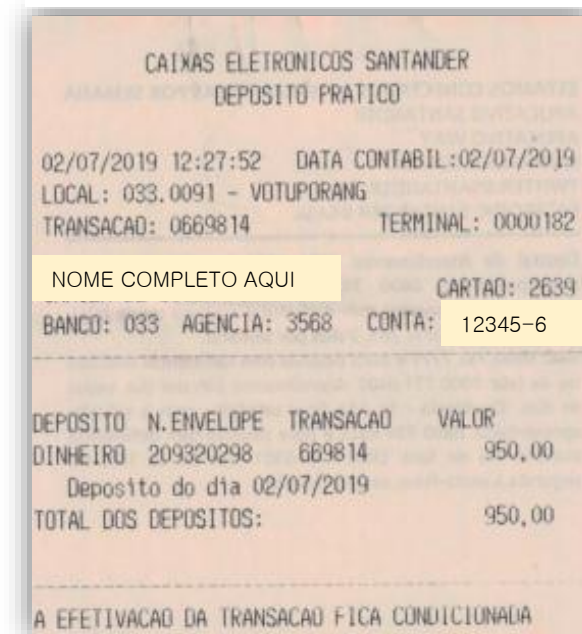 CAIXAS ELETRONICOS SANTANDER
DEPOSITO PRATICO
02/07/2019 12:27:52 DATA CONTABIL:02/07/2019
LOCAL: 033.0091 - VOTUPORANG
TRANSACAO: 0669814 TERMINAL: 0000182
NOME COMPLETO AQUI CARTAO: 2639
BANCO: 033 AGENCIA: 3568 CONTA: 12345-6
DEPOSITO N.ENVELOPE TRANSACAO VALOR
DINHEIRO 209320298 669814 950,00
Deposito do dia 02/07/2019
TOTAL DOS DEPOSITOS: 950,00
A EFETIVACAO DA TRANSACAO FICA CONDICIONADA